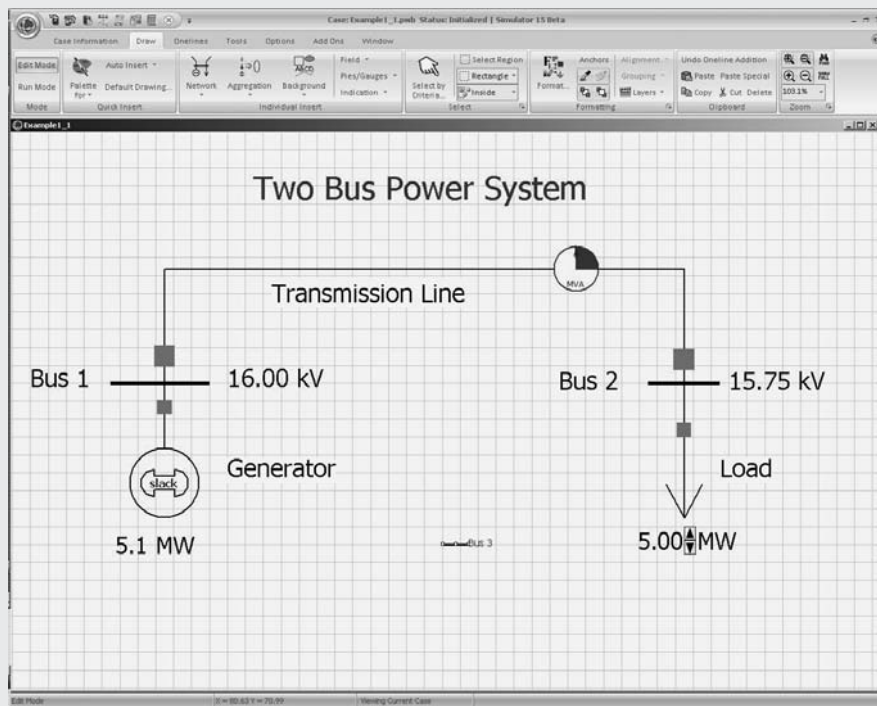 Case: Example1_1.pwb Status: Initialized | Simulator 15 Beta
Case Information Draw Onelines Tools Options Add Ons Window
Edit Mode
Run Mode
Mode
Palette For
Auto Insert
Default Drawing...
Quick Insert
Network
Aggregation
Background
Field
Pies/Gauges
Indication
Individual Insert
Select by Criteria...
Select Region
Rectangle
Inside
Select
Format...
Anchors
Formatting
Alignment
Grouping
Layers
Undo Oneline Addition
Paste Paste Special
Copy Cut Delete
Clipboard
103.1%
Zoom
Example1_1
Two Bus Power System
MVA
Transmission Line
Bus 1
16.00 kV
Bus 2
15.75 kV
slack
Generator
Load
5.1 MW
Bus 3
5.00 MW
Edit Mode
X = 80.63 Y = 70.99
Viewing Current Case